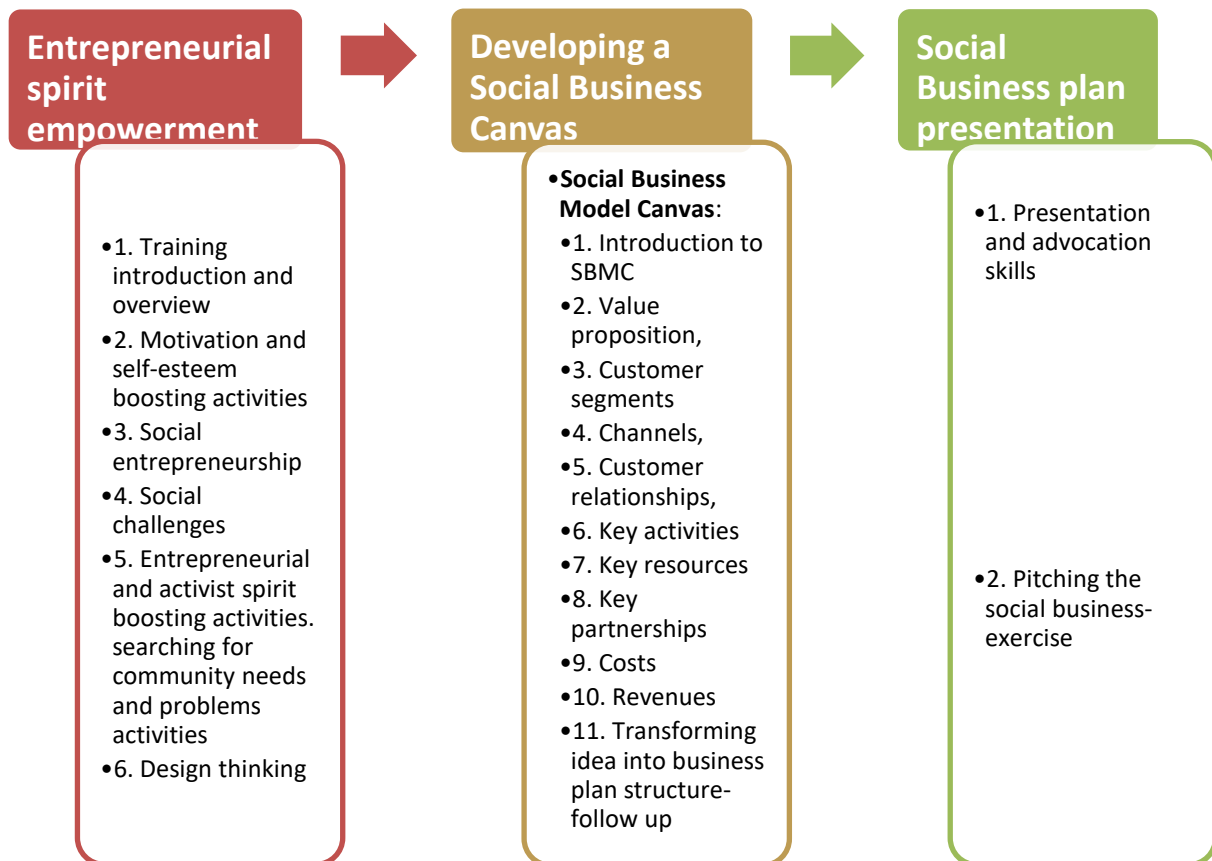 Entrepreneurial
spirit
empowerment
•1. Training
introduction and
overview
•2. Motivation and
self-esteem
boosting activities
•3. Social
entrepneurship
•4. Social
challenges
•5. Entrepreneurial
and activist spirit
boosting activities.
searching for
community needs
and problems
activities
•6. Design thinking
Developing a
Social Business
Canvas
•Social Business
Model Canvas:
•1. Introduction to
SBMC
•2. Value
proposition,
•3. Customer
segments
•4. Channels,
•5. Customer
relationships,
•6. Key activities
•7. Key resources
•8. Key
partnerships
•9. Costs
•10. Revenues
•11. Transforming
idea into business
plan structure-
follow up
Social
Business plan
presentation
•1. Presentation
and advocation
skills
•2. Pitching the
social business-
exercise